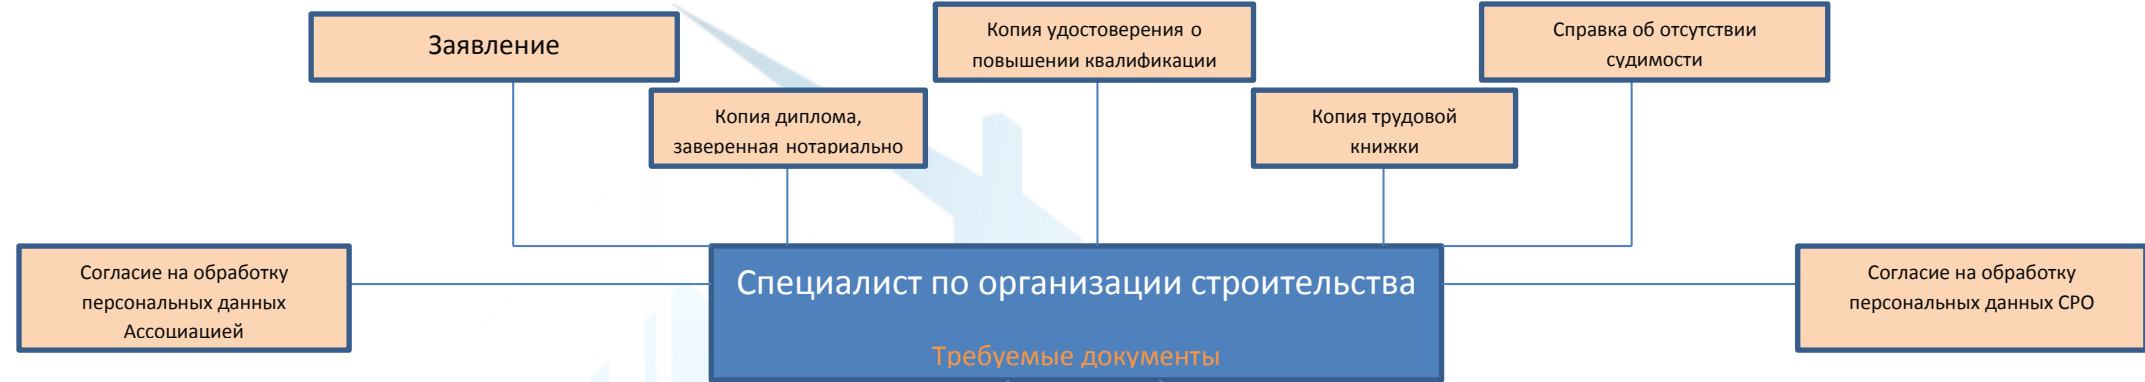 Заявление
Копия удостоверения о
повышении квалификации
Справка об отсутствии
судимости
Копия диплома,
заверенная нотариально
Копия трудовой
книжки
Согласие на обработку
персональных данных
Ассоциацией
Специалист по организации строительства
Требуемые документы
Согласие на обработку
персональных данных СРО